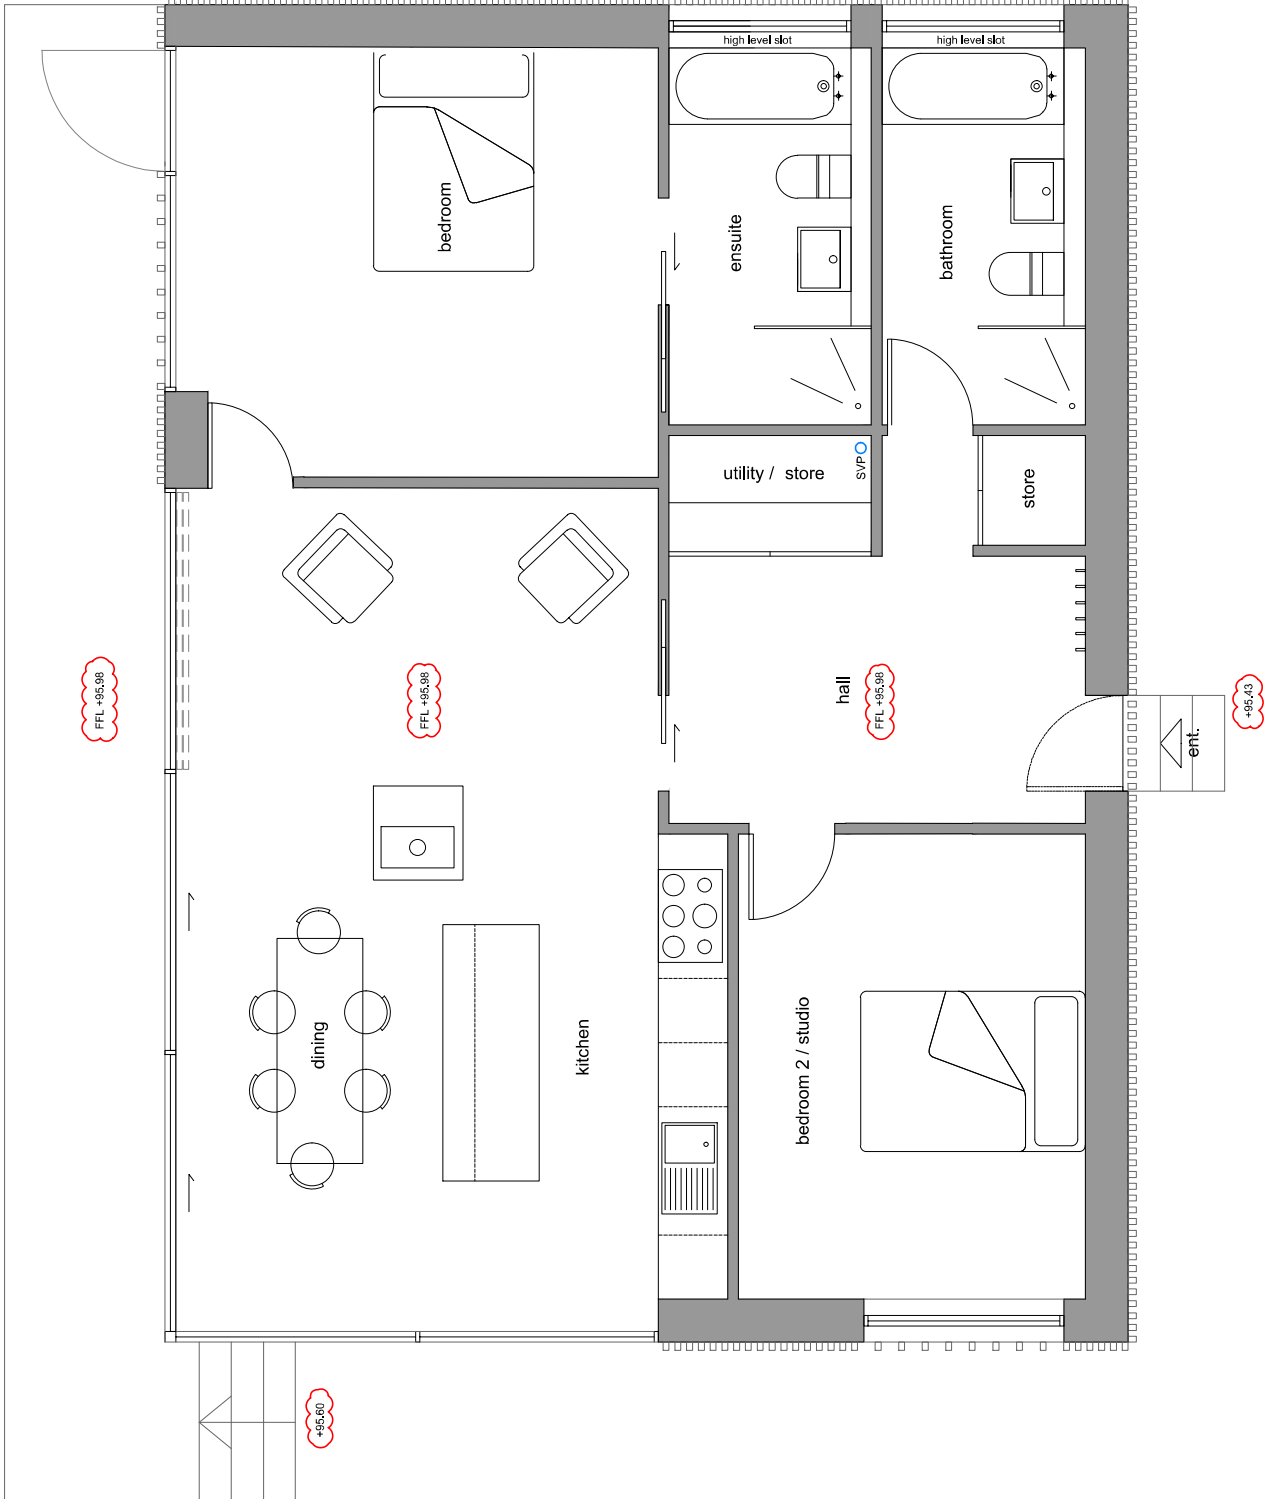 high level slot
high level slot
bedroom
ensuite
bathroom
utility / store
SVP
store
FFL +95.98
FFL +95.98
hall
FFL +95.98
+95.43
ent.
dining
kitchen
bedroom 2 / studio
+95.60